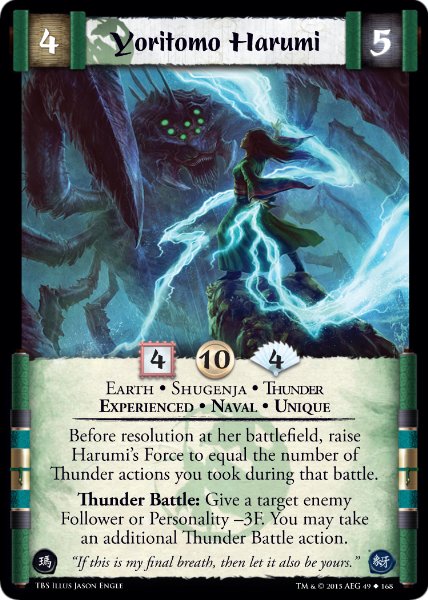 4 Yoritomo Harumi 5
4 10 4
Earth • Shugenja • Thunder
Experienced • Naval • Unique
Before resolution at her battlefield, raise
Harumi's Force to equal the number of
Thunder actions you took during that battle.
Thunder Battle: Give a target enemy
Follower or Personality –3F. You may take
an additional Thunder Battle action.
"If this is my final breath, then let it also be yours."
TBS Illus Jason Engle TM & © 2015 AEG 49 ◆ 168